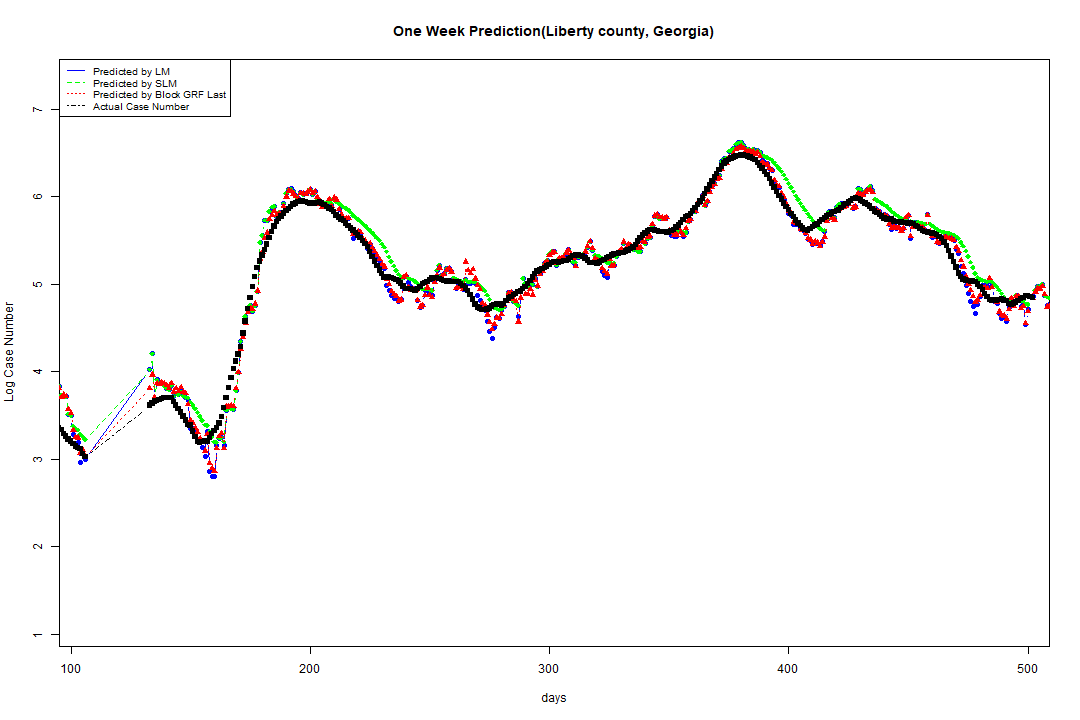 One Week Prediction(Liberty county, Georgia)
Predicted by LM
Predicted by SLM
Predicted by Block GRF Last
Actual Case Number
7
6
5
4
3
2
1
Log Case Number
100 200 300 400 500
days